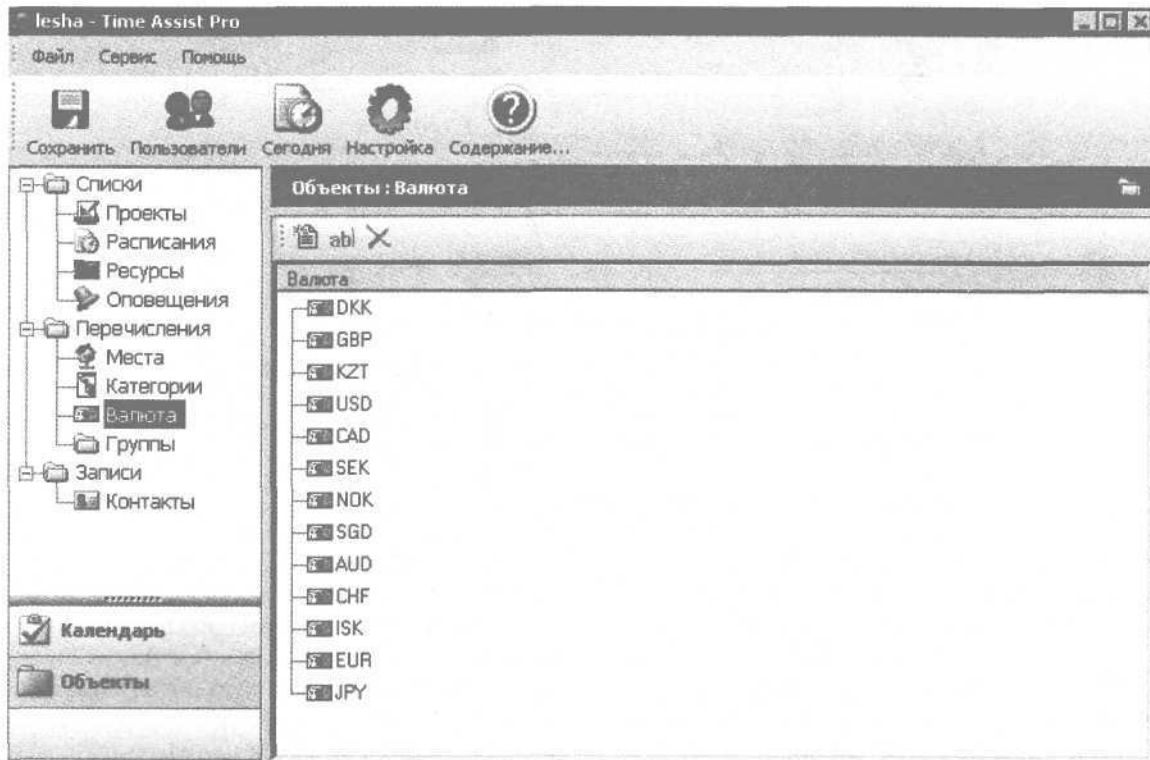 lesha - Time Assist Pro
Файл Сервис Помощь
Сохранить Пользователи Сегодня Настройка Содержание...
Списки
Проекты
Расписания
Ресурсы
Оповещения
Перечисления
Места
Категории
Валюта
Группы
Записи
Контакты
Календарь
Объекты
Объекты : Валюта
abl
Валюта
DKK
GBP
KZT
USD
CAD
SEK
NOK
SGD
AUD
CHF
ISK
EUR
JPY